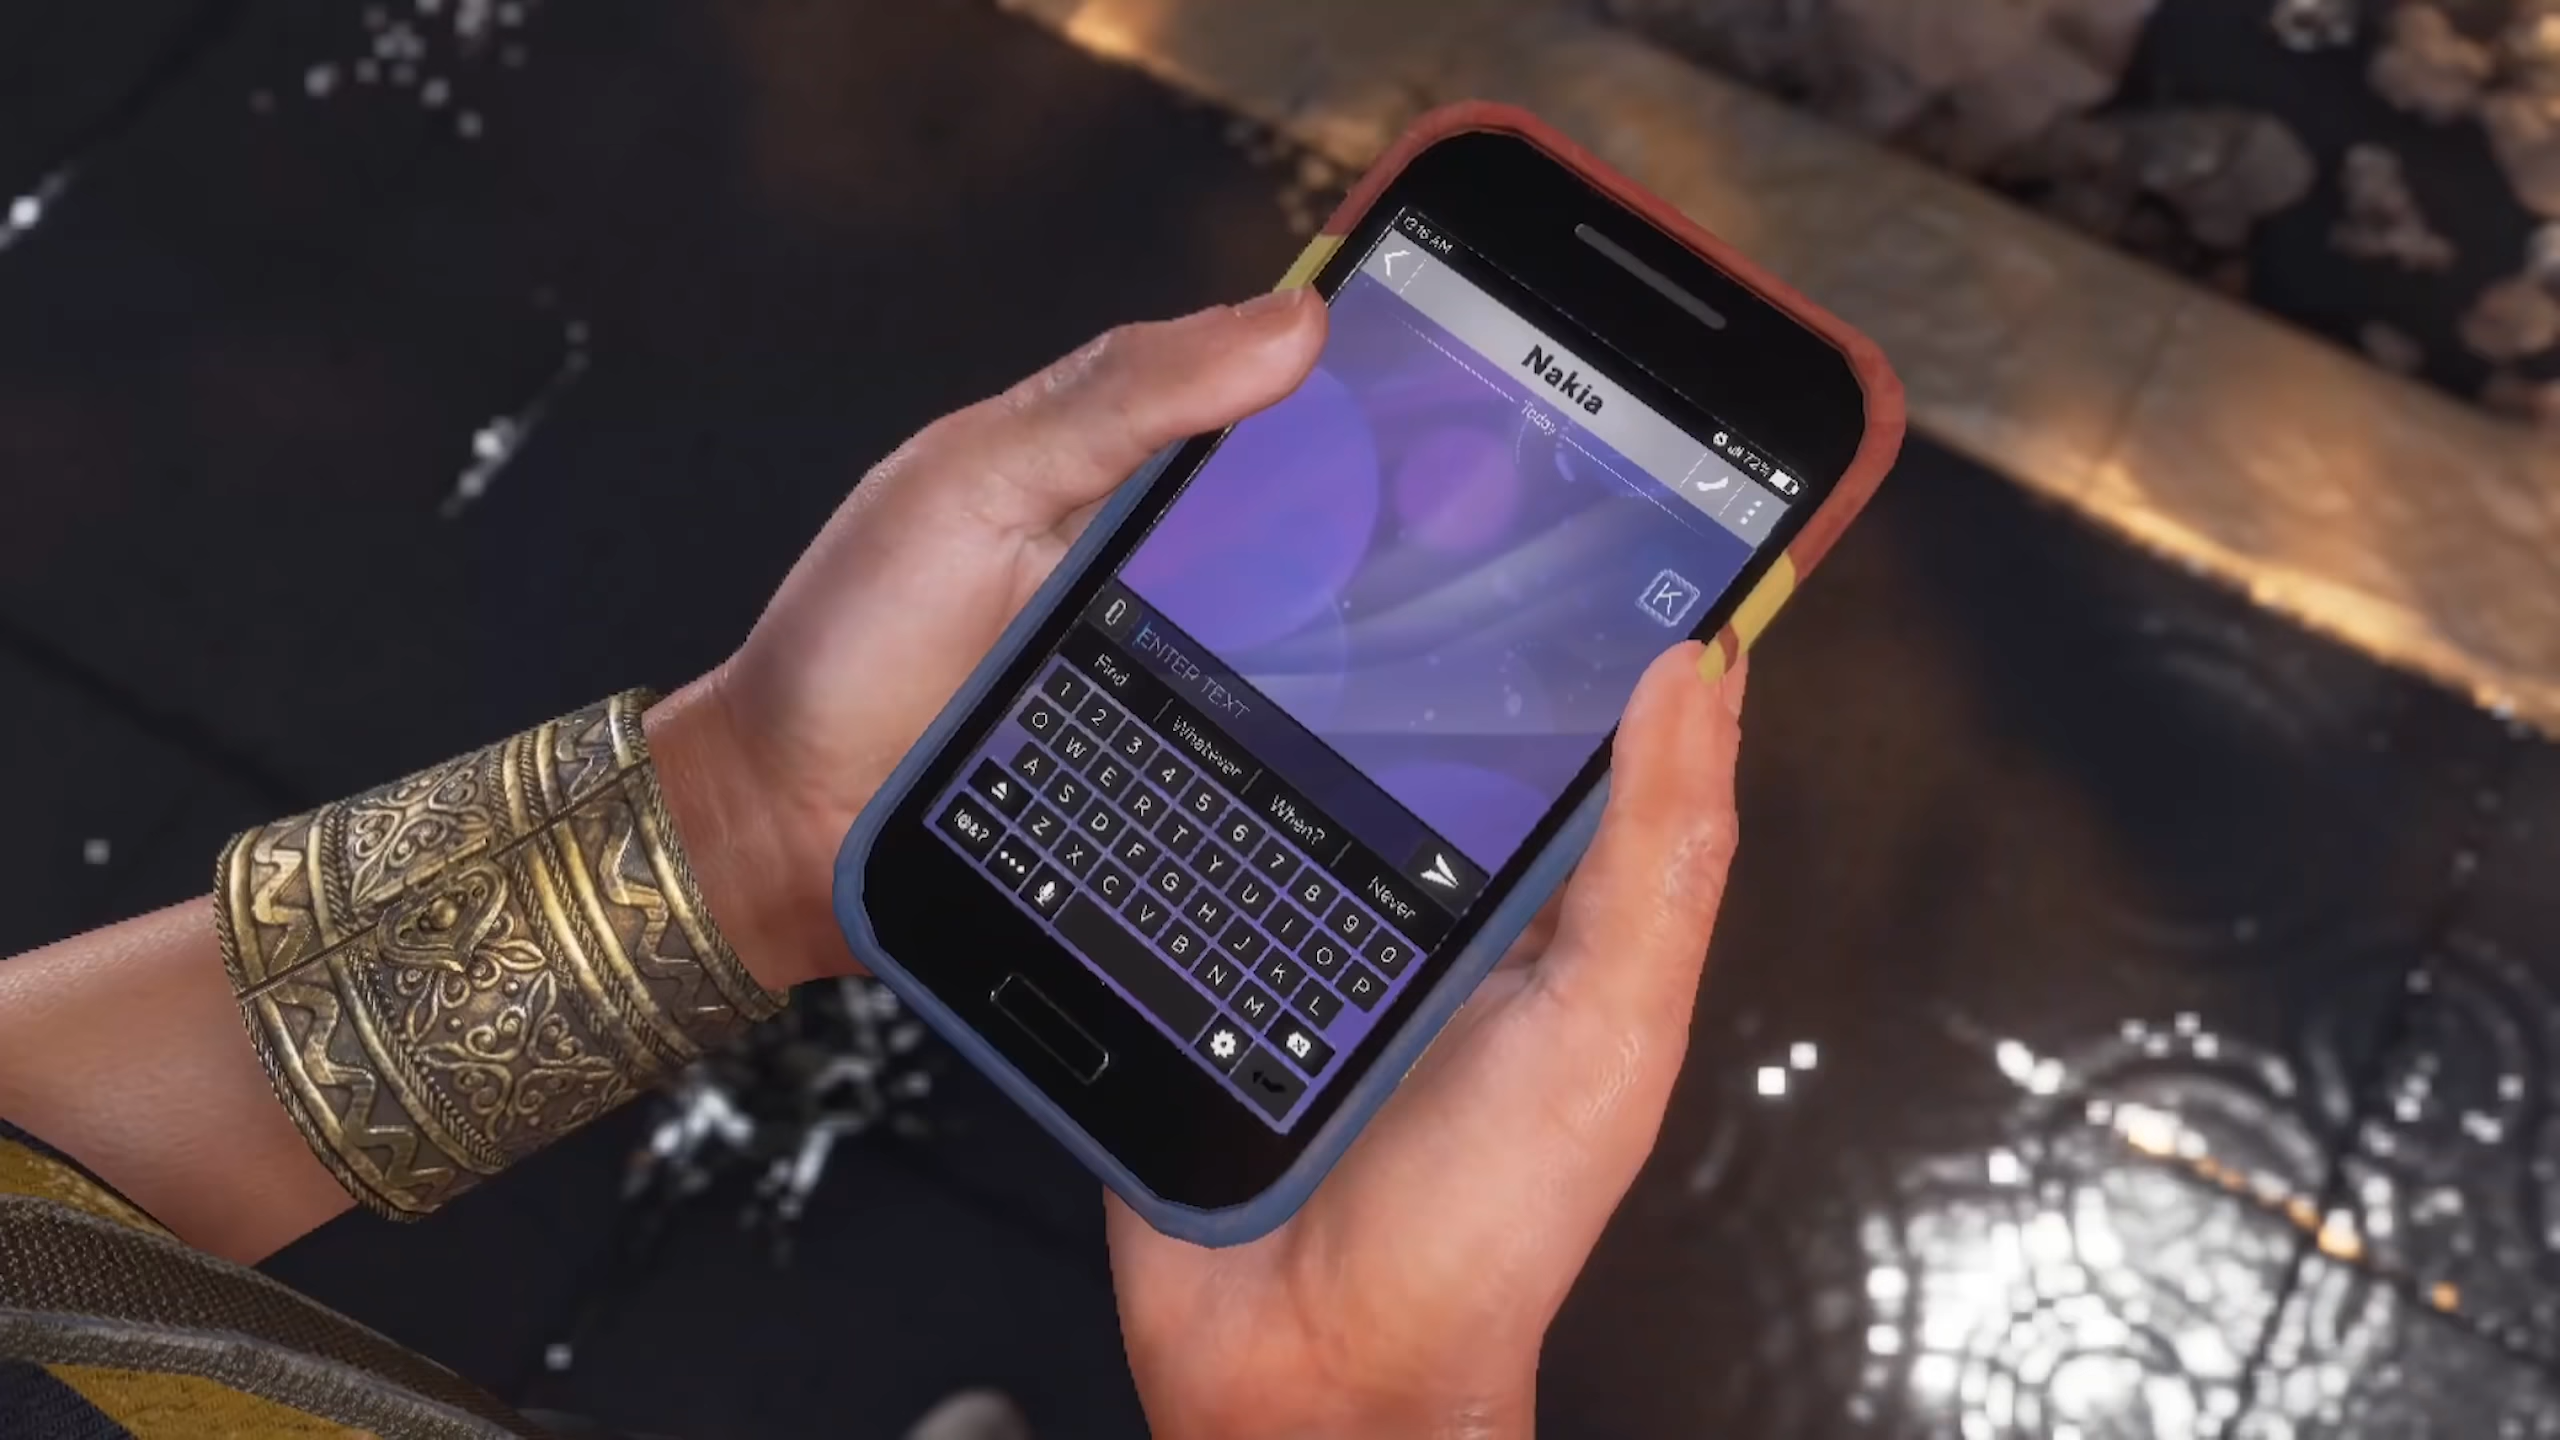 12:16 AM
72%
Nakia
Today
K
ENTER TEXT
Find
Whatever
When?
Never
1 2 3 4 5 6 7 8 9 0
Q W E R T Y U I O P
A S D F G H J K L
Z X C V B N M
!@&?